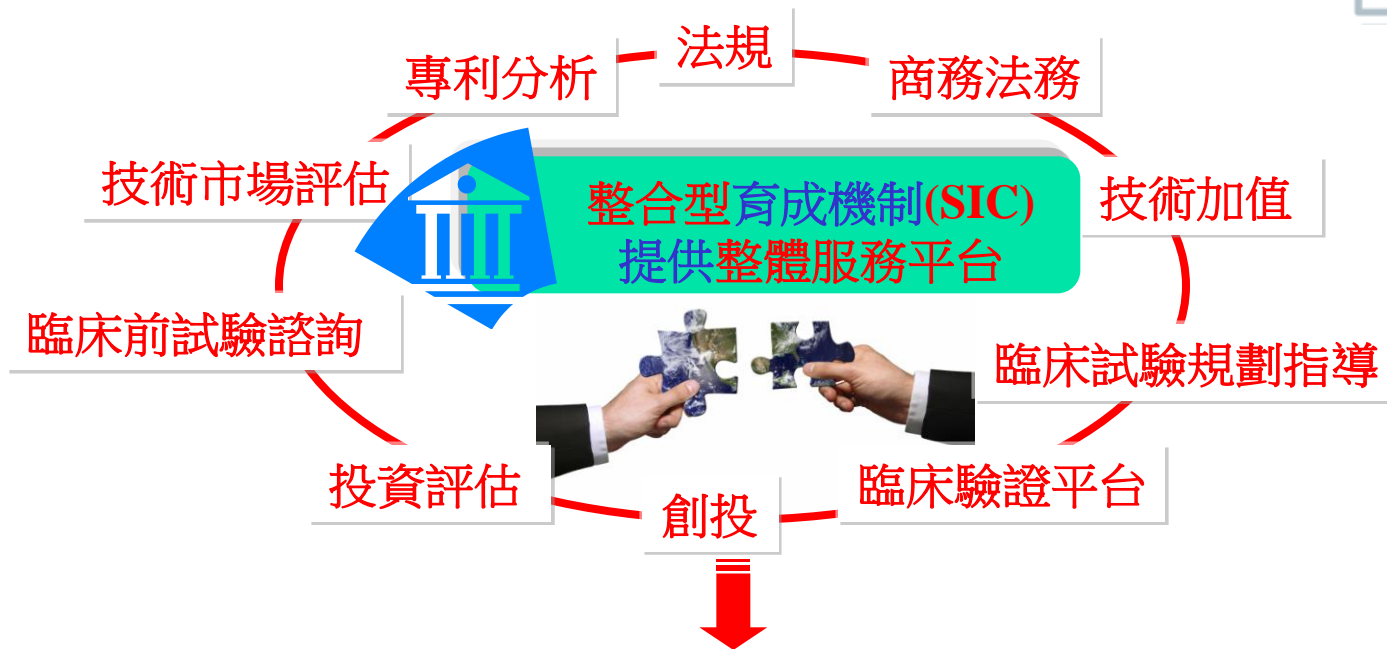 法規
專利分析
商務法務
技術市場評估
整合型育成機制(SIC)
提供整體服務平台
技術加值
臨床前試驗諮詢
臨床試驗規劃指導
投資評估
創投
臨床驗證平台